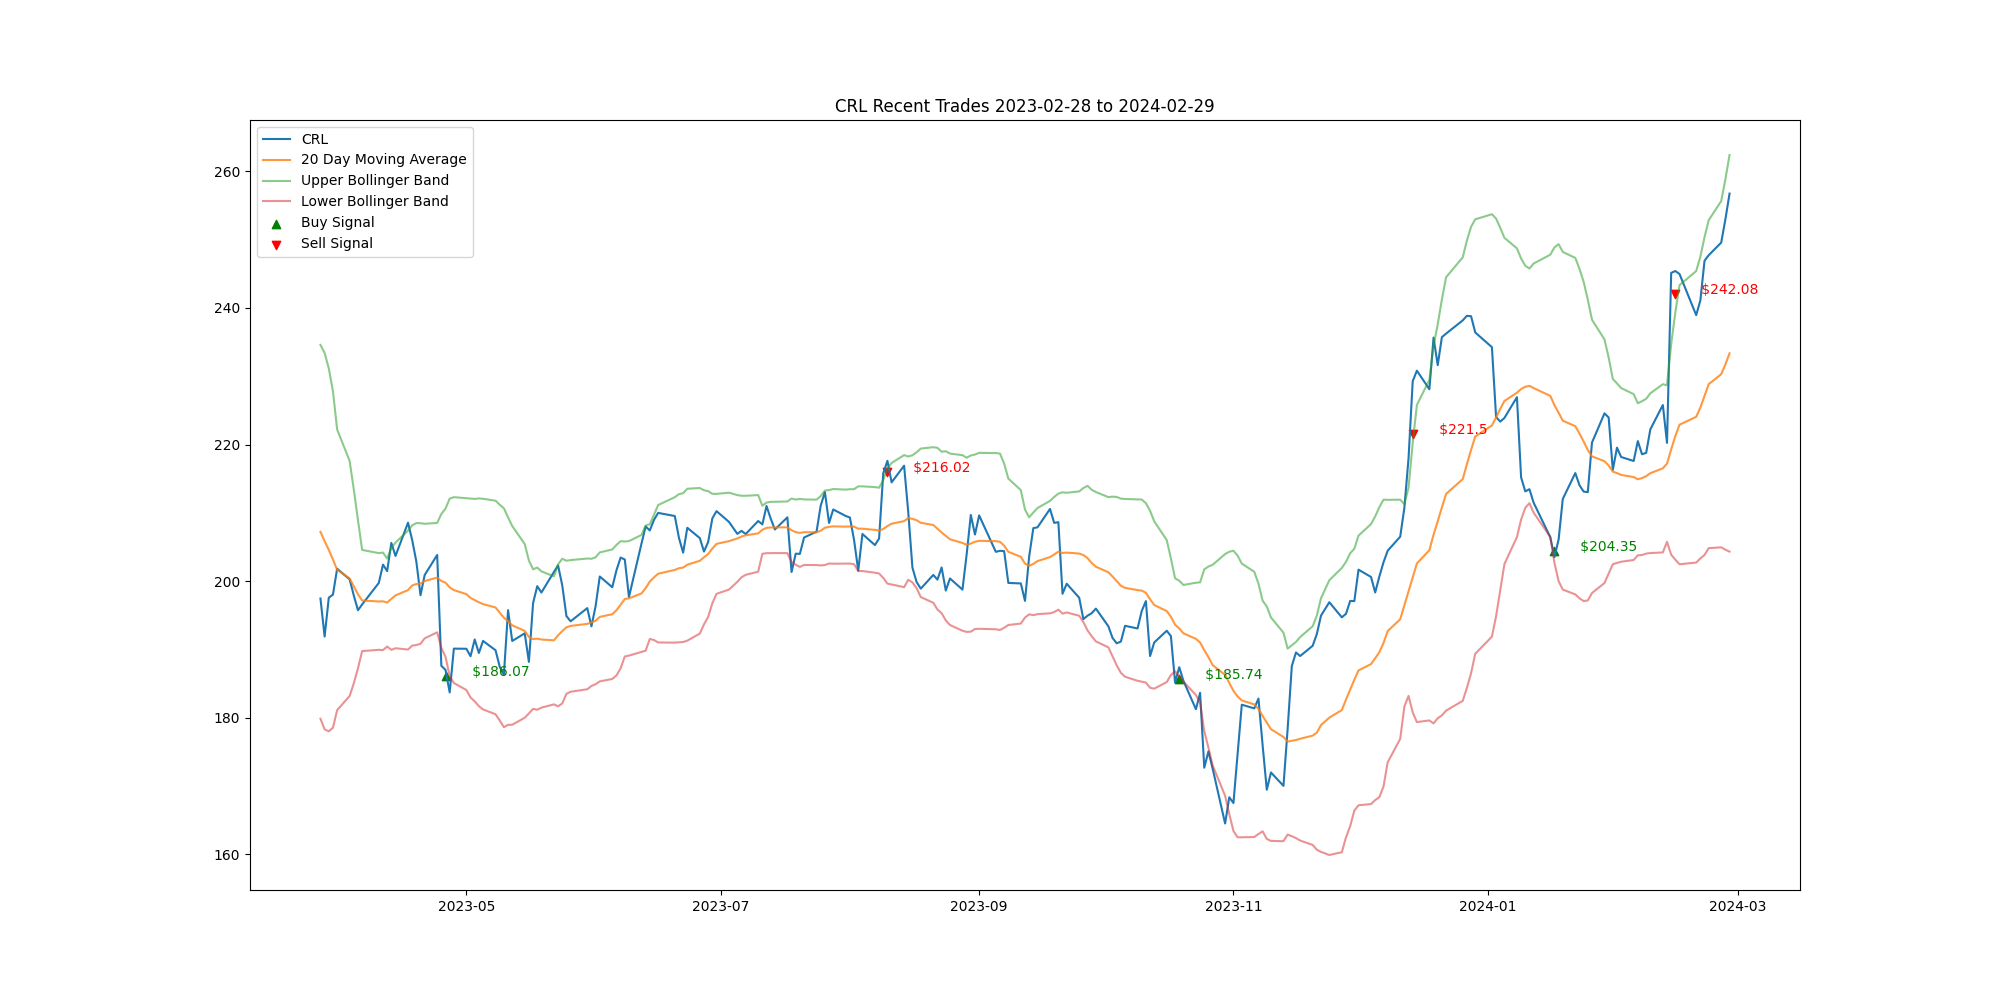 CRL Recent Trades 2023-02-28 to 2024-02-29
CRL
20 Day Moving Average
Upper Bollinger Band
Lower Bollinger Band
Buy Signal
Sell Signal
260
240
220
200
180
160
$242.08
$221.5
$216.02
$204.35
$186.07
$185.74
2023-05
2023-07
2023-09
2023-11
2024-01
2024-03